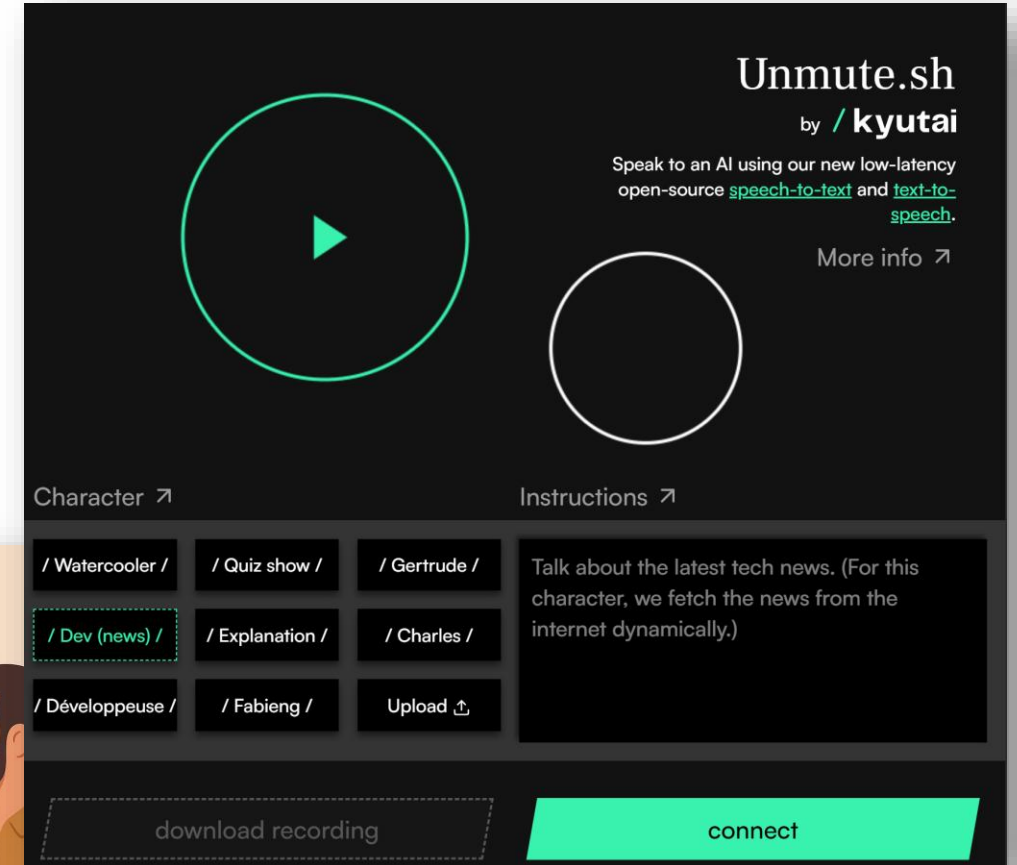 Unmute.sh
by / kyutai
Speak to an AI using our new low-latency
open-source speech-to-text and text-to-
speech.
More info ↗
Character ↗
Instructions ↗
/ Watercooler /
/ Quiz show /
/ Gertrude /
/ Dev (news) /
/ Explanation /
/ Charles /
/ Développeuse /
/ Fabieng /
Upload
Talk about the latest tech news. (For this
character, we fetch the news from the
internet dynamically.)
download recording
connect